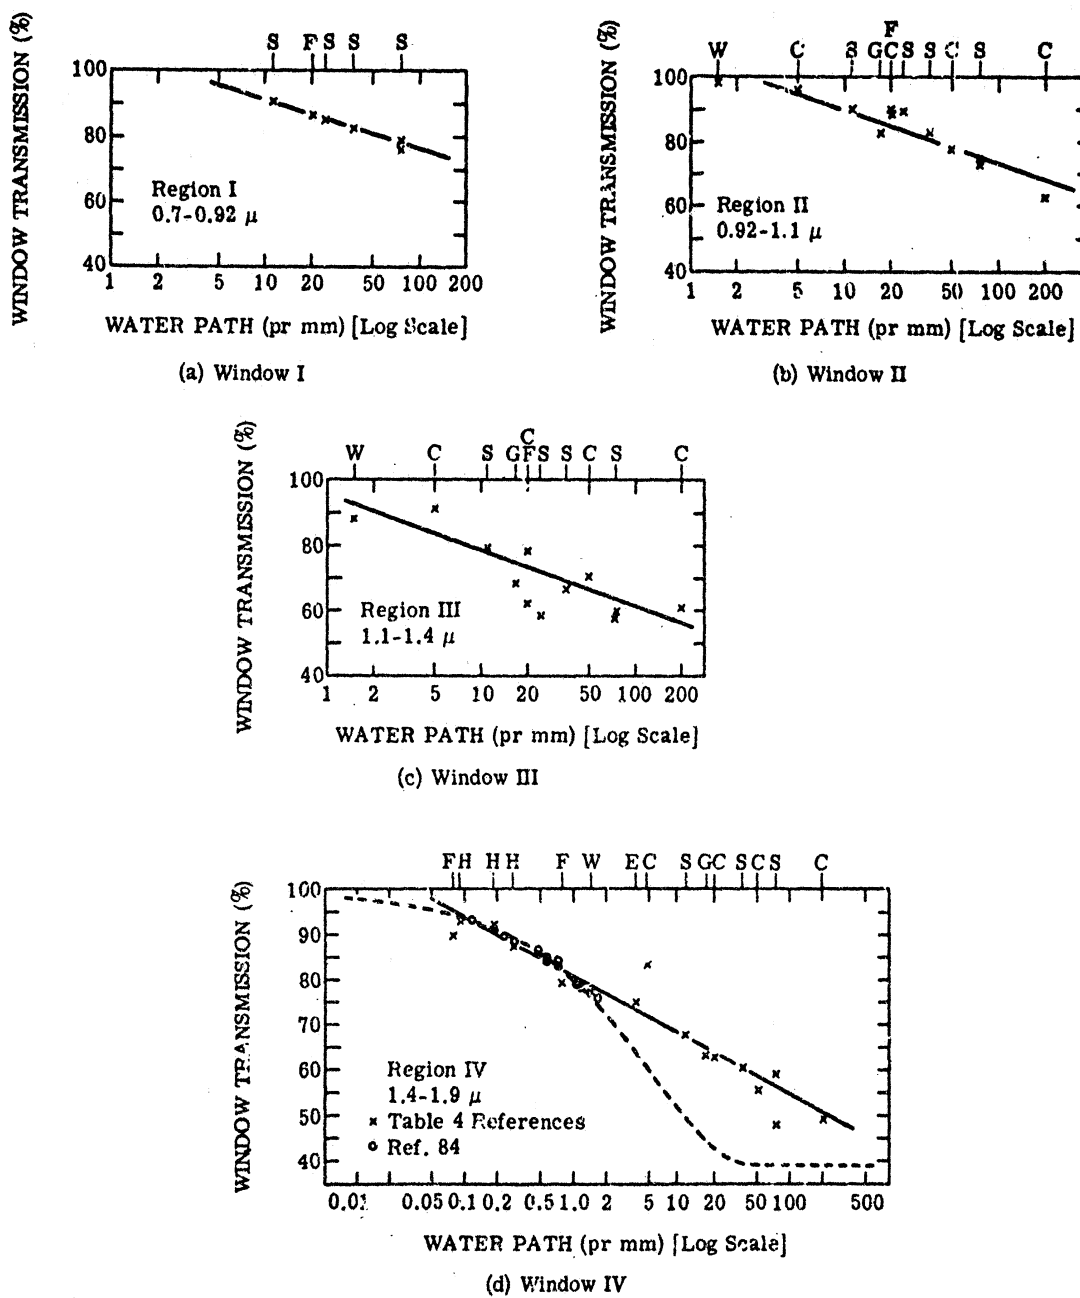 S F S S S
WINDOW TRANSMISSION (%)
100
80
60
40
Region I
0.7-0.92 μ
1 2 5 10 20 50 100 200
WATER PATH (pr mm) [Log Scale]
(a) Window I
F
W C S G C S S C S C
WINDOW TRANSMISSION (%)
100
80
60
40
Region II
0.92-1.1 μ
1 2 5 10 20 50 100 200
WATER PATH (pr mm) [Log Scale]
(b) Window II
C
W C S G F S S C S C
WINDOW TRANSMISSION (%)
100
80
60
40
Region III
1.1-1.4 μ
1 2 5 10 20 50 100 200
WATER PATH (pr mm) [Log Scale]
(c) Window III
F H H H F W E C S G C S C S C
WINDOW TRANSMISSION (%)
100
90
80
70
60
50
40
Region IV
1.4-1.9 μ
x Table 4 References
o Ref. 84
0.01 0.05 0.1 0.2 0.5 1.0 2 5 10 20 50 100 500
WATER PATH (pr mm) [Log Scale]
(d) Window IV